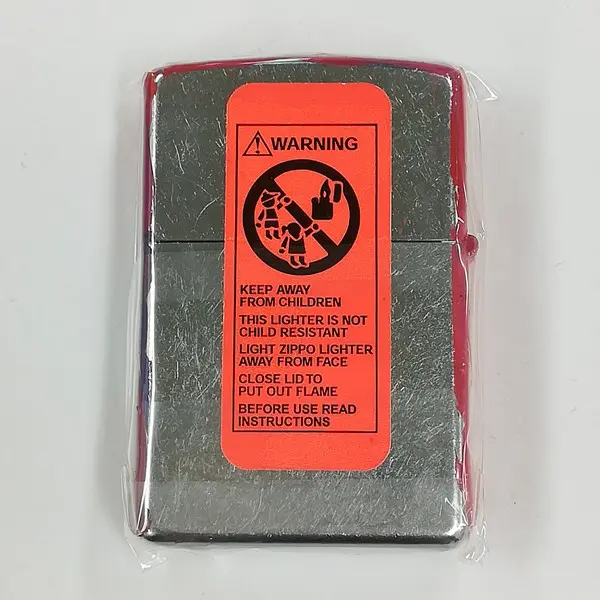 WARNING
KEEP AWAY
FROM CHILDREN
THIS LIGHTER IS NOT
CHILD RESISTANT
LIGHT ZIPPO LIGHTER
AWAY FROM FACE
CLOSE LID TO
PUT OUT FLAME
BEFORE USE READ
INSTRUCTIONS